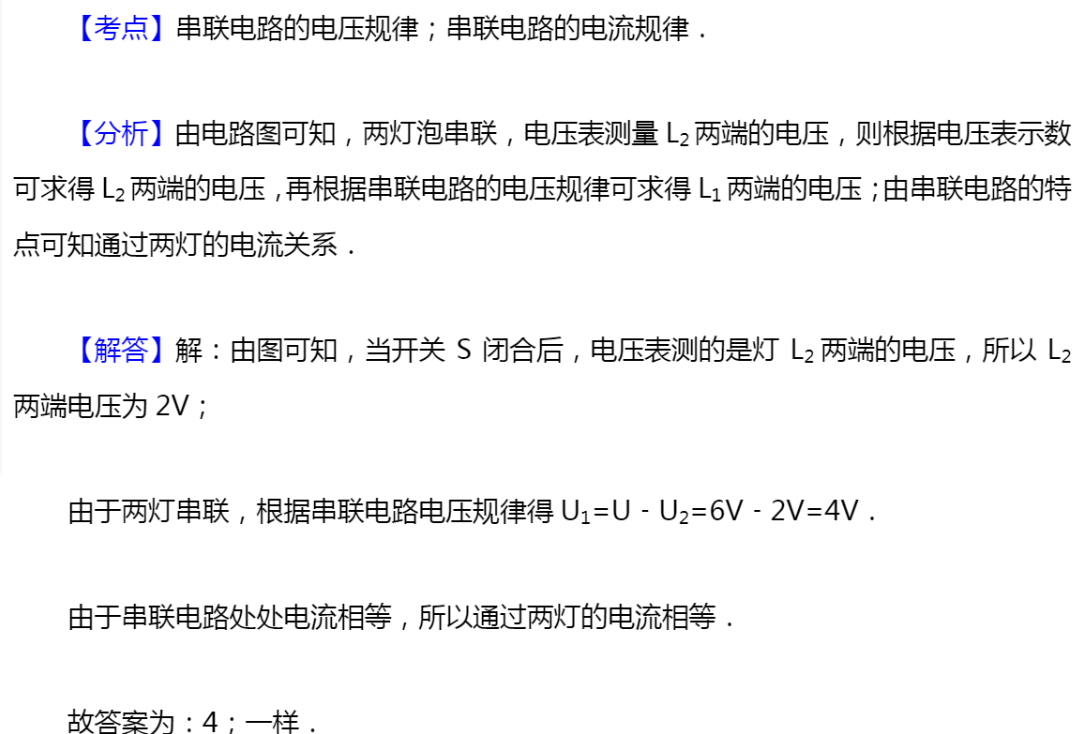 【考点】串联电路的电压规律；串联电路的电流规律．
【分析】由电路图可知，两灯泡串联，电压表测量 L₂ 两端的电压，则根据电压表示数
可求得 L₂ 两端的电压，再根据串联电路的电压规律可求得 L₁ 两端的电压；由串联电路的特
点可知通过两灯的电流关系．
【解答】解：由图可知，当开关 S 闭合后，电压表测的是灯 L₂ 两端的电压，所以 L₂
两端电压为 2V；
由于两灯串联，根据串联电路电压规律得 U₁=U﹣U₂=6V﹣2V=4V．
由于串联电路处处电流相等，所以通过两灯的电流相等．
故答案为：4；一样．